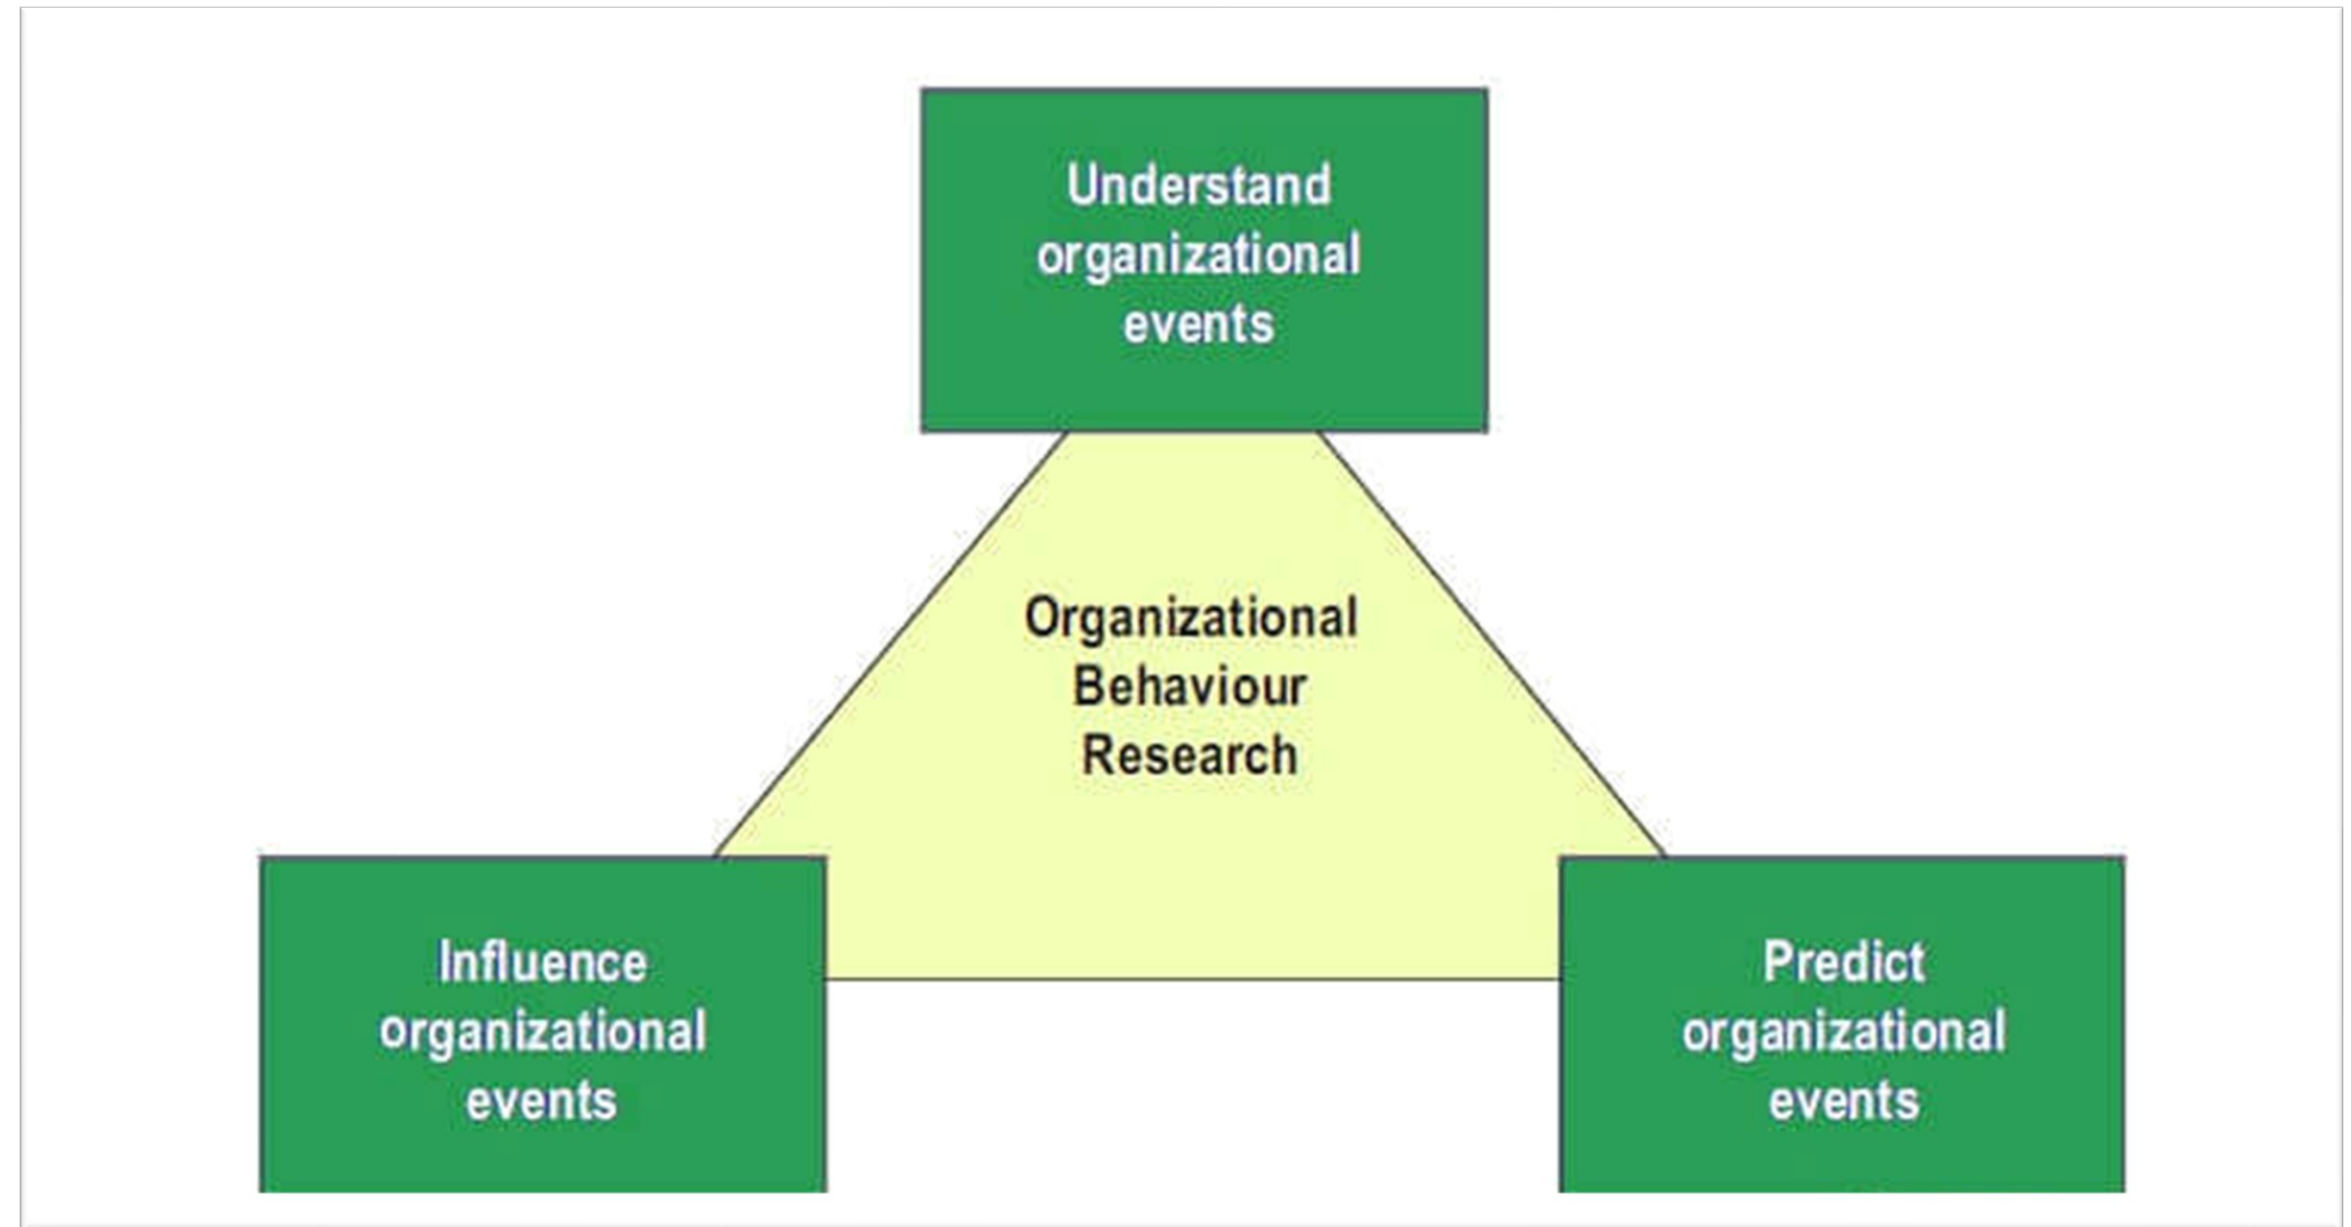 Understand
organizational
events
Organizational
Behaviour
Research
Influence
organizational
events
Predict
organizational
events